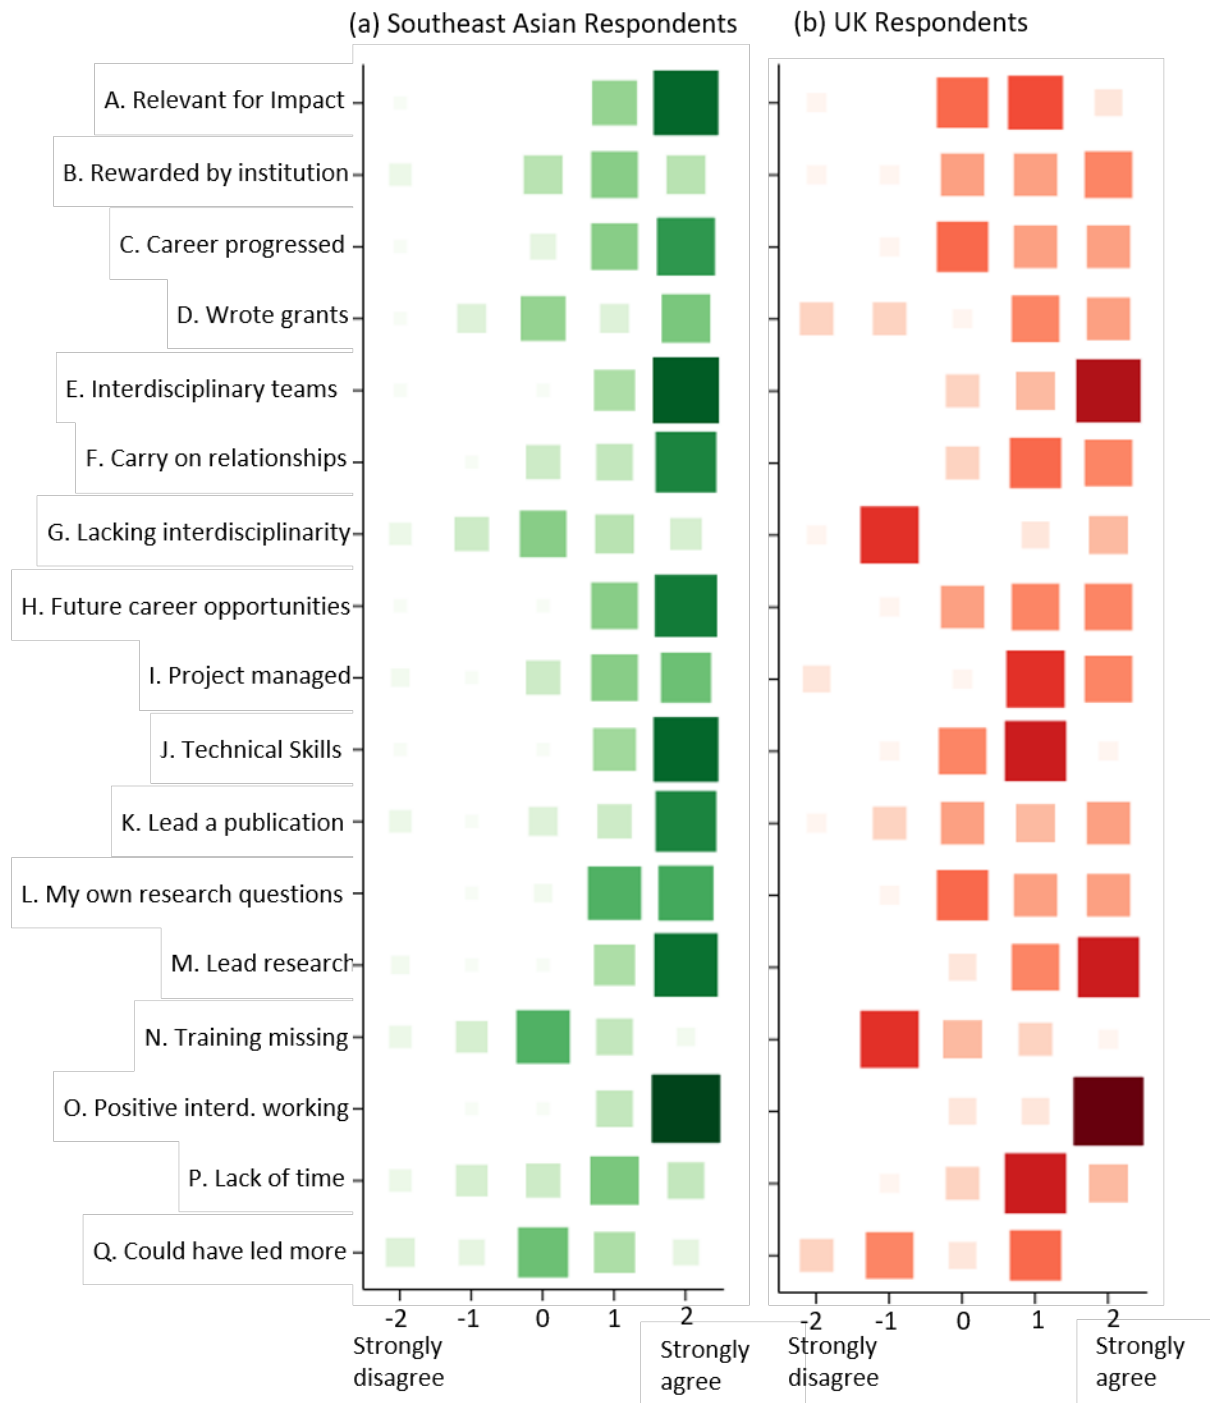 (a) Southeast Asian Respondents
(b) UK Respondents
A. Relevant for Impact
B. Rewarded by institution
C. Career progressed
D. Wrote grants
E. Interdisciplinary teams
F. Carry on relationships
G. Lacking interdisciplinarity
H. Future career opportunities
I. Project managed
J. Technical Skills
K. Lead a publication
L. My own research questions
M. Lead research
N. Training missing
O. Positive interd. working
P. Lack of time
Q. Could have led more
-2 -1 0 1 2
Strongly
disagree
Strongly
agree
-2 -1 0 1 2
Strongly
disagree
Strongly
agree